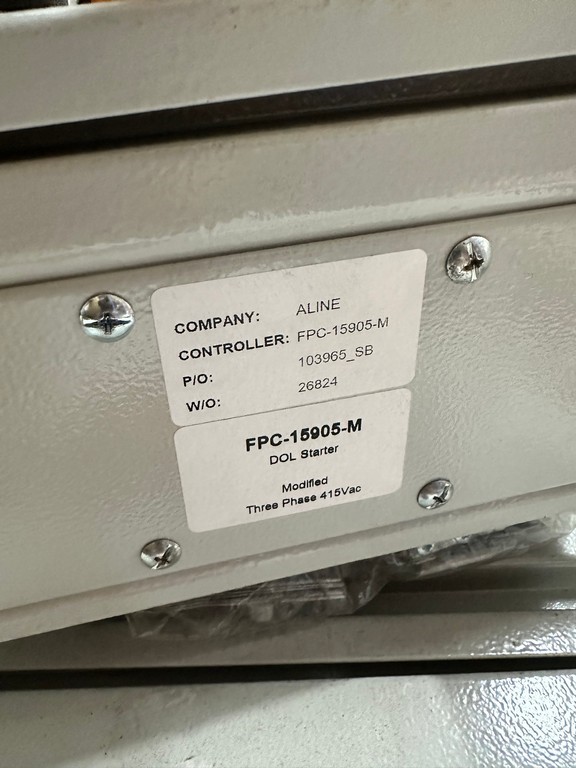 COMPANY: ALINE
CONTROLLER: FPC-15905-M
P/O: 103965_SB
W/O: 26824
FPC-15905-M
DOL Starter
Modified
Three Phase 415Vac